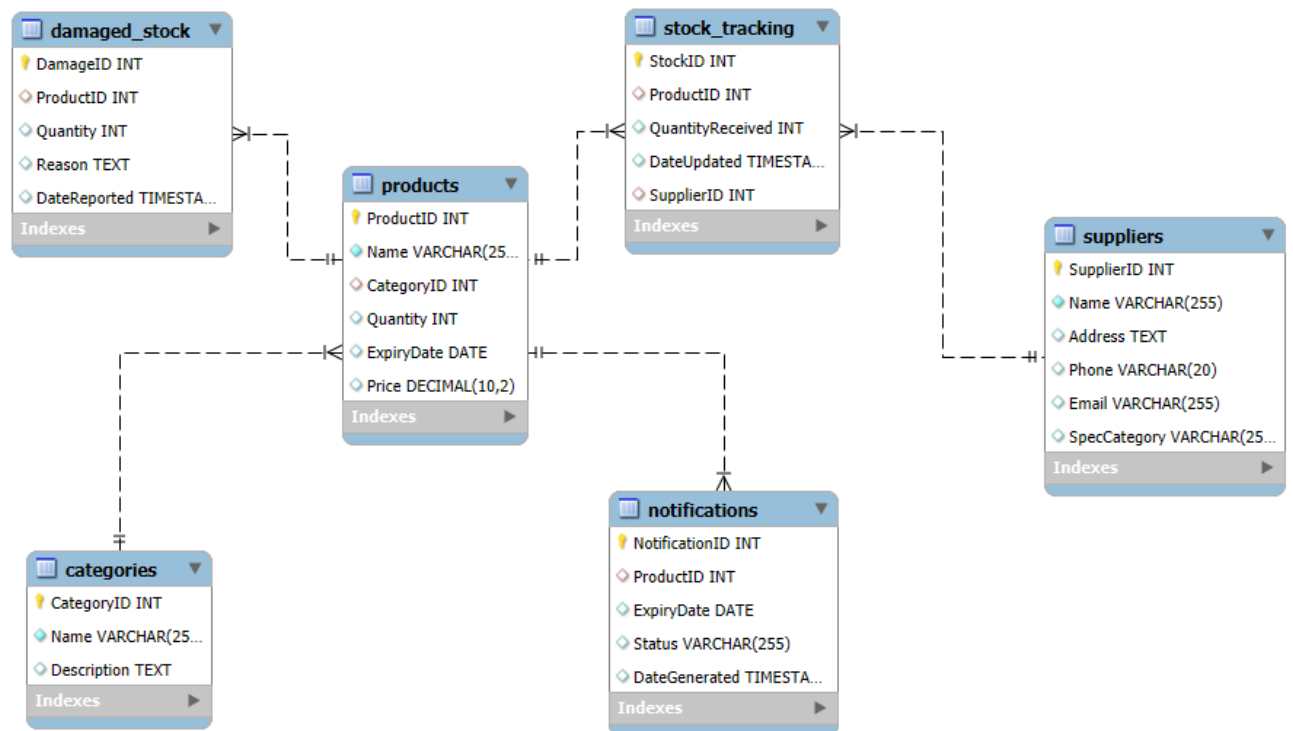 damaged_stock
DamageID INT
ProductID INT
Quantity INT
Reason TEXT
DateReported TIMESTA...
Indexes
stock_tracking
StockID INT
ProductID INT
QuantityReceived INT
DateUpdated TIMESTA...
SupplierID INT
Indexes
products
ProductID INT
Name VARCHAR(25...
CategoryID INT
Quantity INT
ExpiryDate DATE
Price DECIMAL(10,2)
Indexes
suppliers
SupplierID INT
Name VARCHAR(255)
Address TEXT
Phone VARCHAR(20)
Email VARCHAR(255)
SpecCategory VARCHAR(25...
Indexes
categories
CategoryID INT
Name VARCHAR(25...
Description TEXT
Indexes
notifications
NotificationID INT
ProductID INT
ExpiryDate DATE
Status VARCHAR(255)
DateGenerated TIMESTA...
Indexes